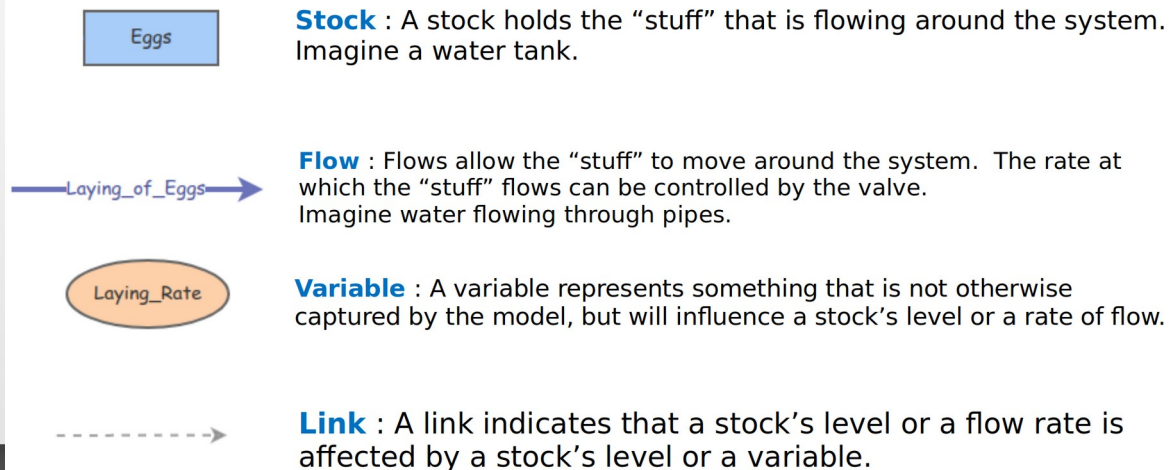 Eggs
Stock : A stock holds the “stuff” that is flowing around the system.
Imagine a water tank.
Laying_of_Eggs
Flow : Flows allow the “stuff” to move around the system.  The rate at
which the “stuff” flows can be controlled by the valve.
Imagine water flowing through pipes.
Laying_Rate
Variable : A variable represents something that is not otherwise
captured by the model, but will influence a stock’s level or a rate of flow.
Link : A link indicates that a stock’s level or a flow rate is
affected by a stock’s level or a variable.